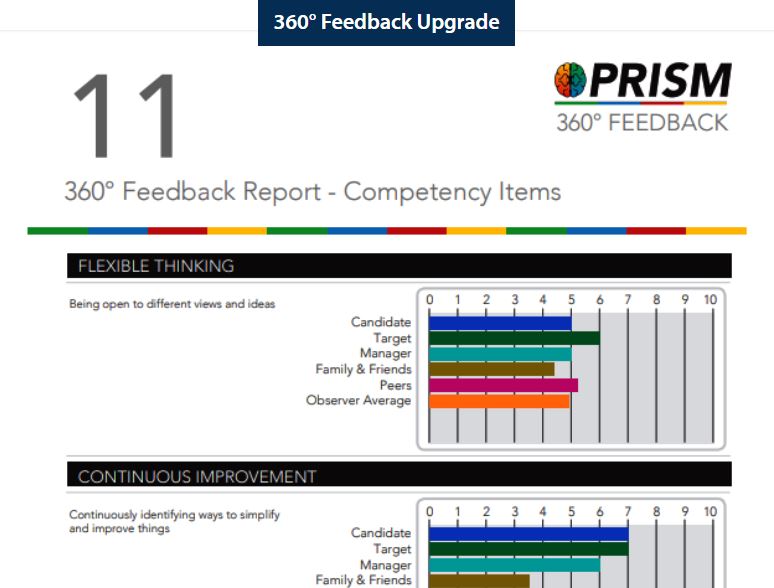 360° Feedback Upgrade
11
PRISM
360° FEEDBACK
360° Feedback Report - Competency Items
FLEXIBLE THINKING
Being open to different views and ideas
0 1 2 3 4 5 6 7 8 9 10
Candidate
Target
Manager
Family & Friends
Peers
Observer Average
CONTINUOUS IMPROVEMENT
Continuously identifying ways to simplify
and improve things
0 1 2 3 4 5 6 7 8 9 10
Candidate
Target
Manager
Family & Friends